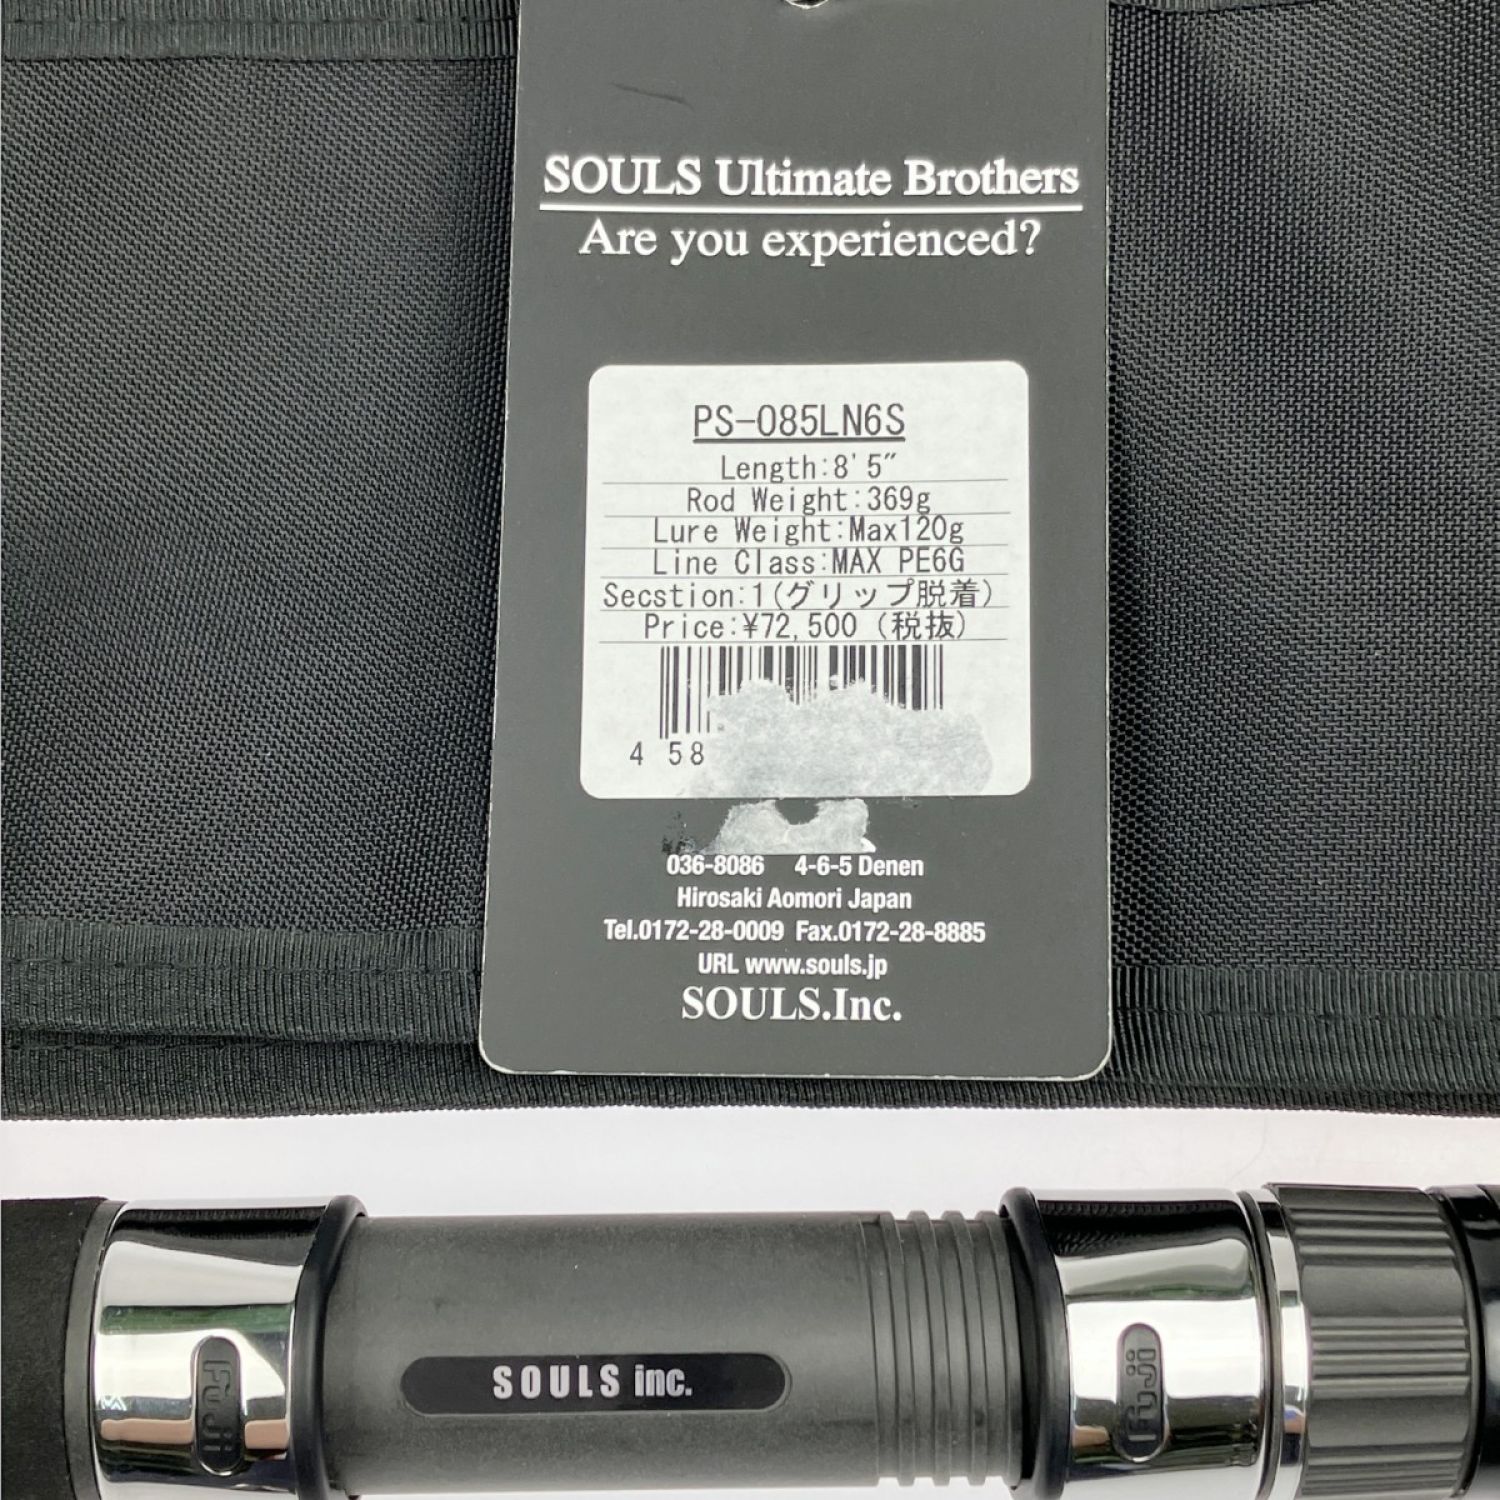 SOULS Ultimate Brothers
Are you experienced?
PS-085LN6S
Length:8'5″
Rod Weight:369g
Lure Weight:Max120g
Line Class:MAX PE6G
Secstion:1(グリップ脱着)
Price:¥72,500 (税抜)
4 58
036-8086 4-6-5 Denen
Hirosaki Aomori Japan
Tel.0172-28-0009 Fax.0172-28-8885
URL www.souls.jp
SOULS.Inc.
Fuji
SOULS inc.
Fuji